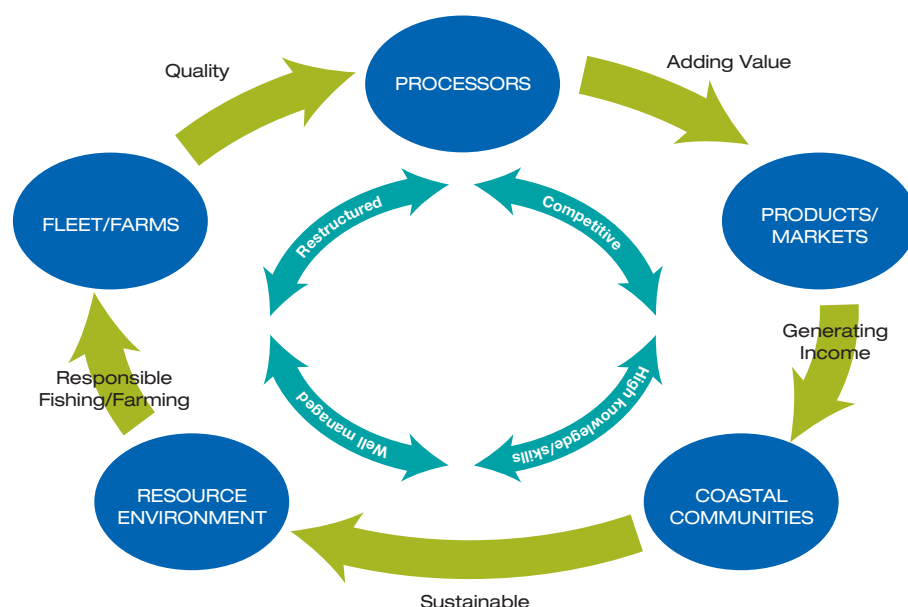 PROCESSORS
Quality
Adding Value
FLEET/FARMS
PRODUCTS/
MARKETS
Restructured
Competitive
Generating
Income
Responsible
Fishing/Farming
Well managed
High knowlegde/skills
RESOURCE
ENVIRONMENT
COASTAL
COMMUNITIES
Sustainable